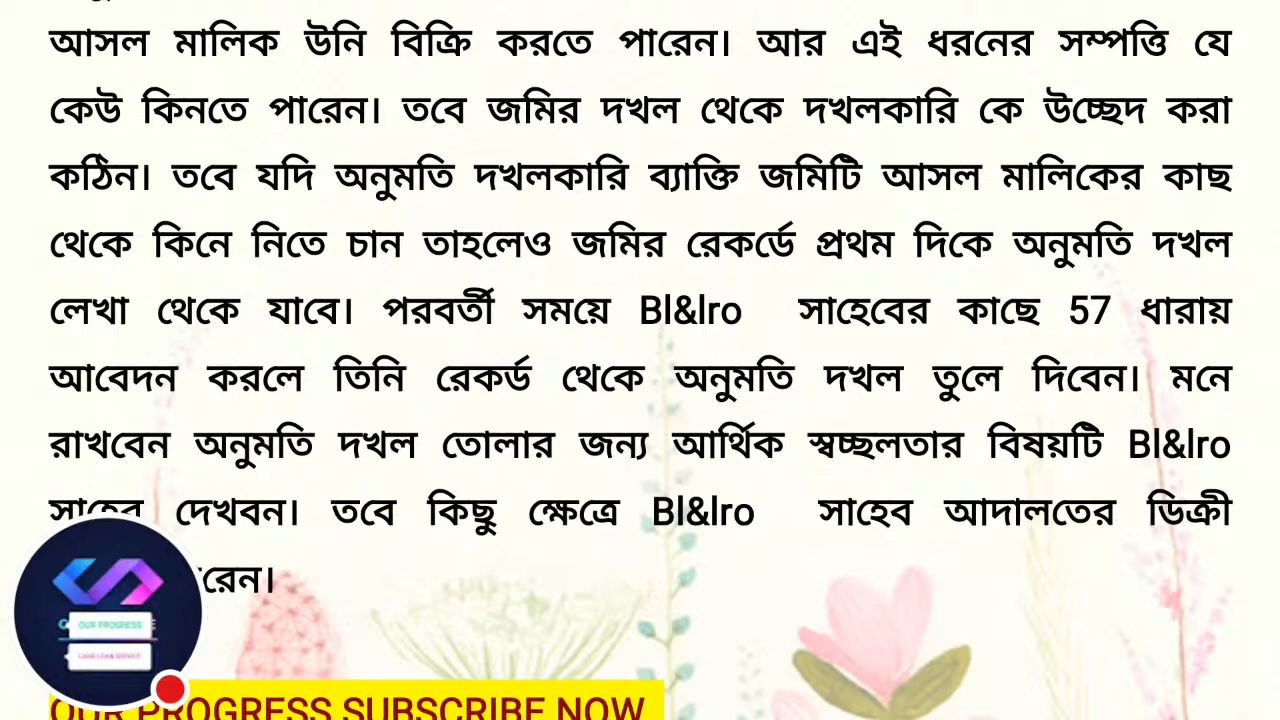 আসল মালিক উনি বিক্রি করতে পারেন। আর এই ধরনের সম্পত্তি যে
কেউ কিনতে পারেন। তবে জমির দখল থেকে দখলকারি কে উচ্ছেদ করা
কঠিন। তবে যদি অনুমতি দখলকারি ব্যাক্তি জমিটি আসল মালিকের কাছ
থেকে কিনে নিতে চান তাহলেও জমির রেকর্ডে প্রথম দিকে অনুমতি দখল
লেখা থেকে যাবে। পরবর্তী সময়ে Bl&lro সাহেবের কাছে 57 ধারায়
আবেদন করলে তিনি রেকর্ড থেকে অনুমতি দখল তুলে দিবেন। মনে
রাখবেন অনুমতি দখল তোলার জন্য আর্থিক স্বচ্ছলতার বিষয়টি Bl&lro
সাহেব দেখবন। তবে কিছু ক্ষেত্রে Bl&lro সাহেব আদালতের ডিক্রী
OUR PROGRESS
OUR PROGRESS SUBSCRIBE NOW